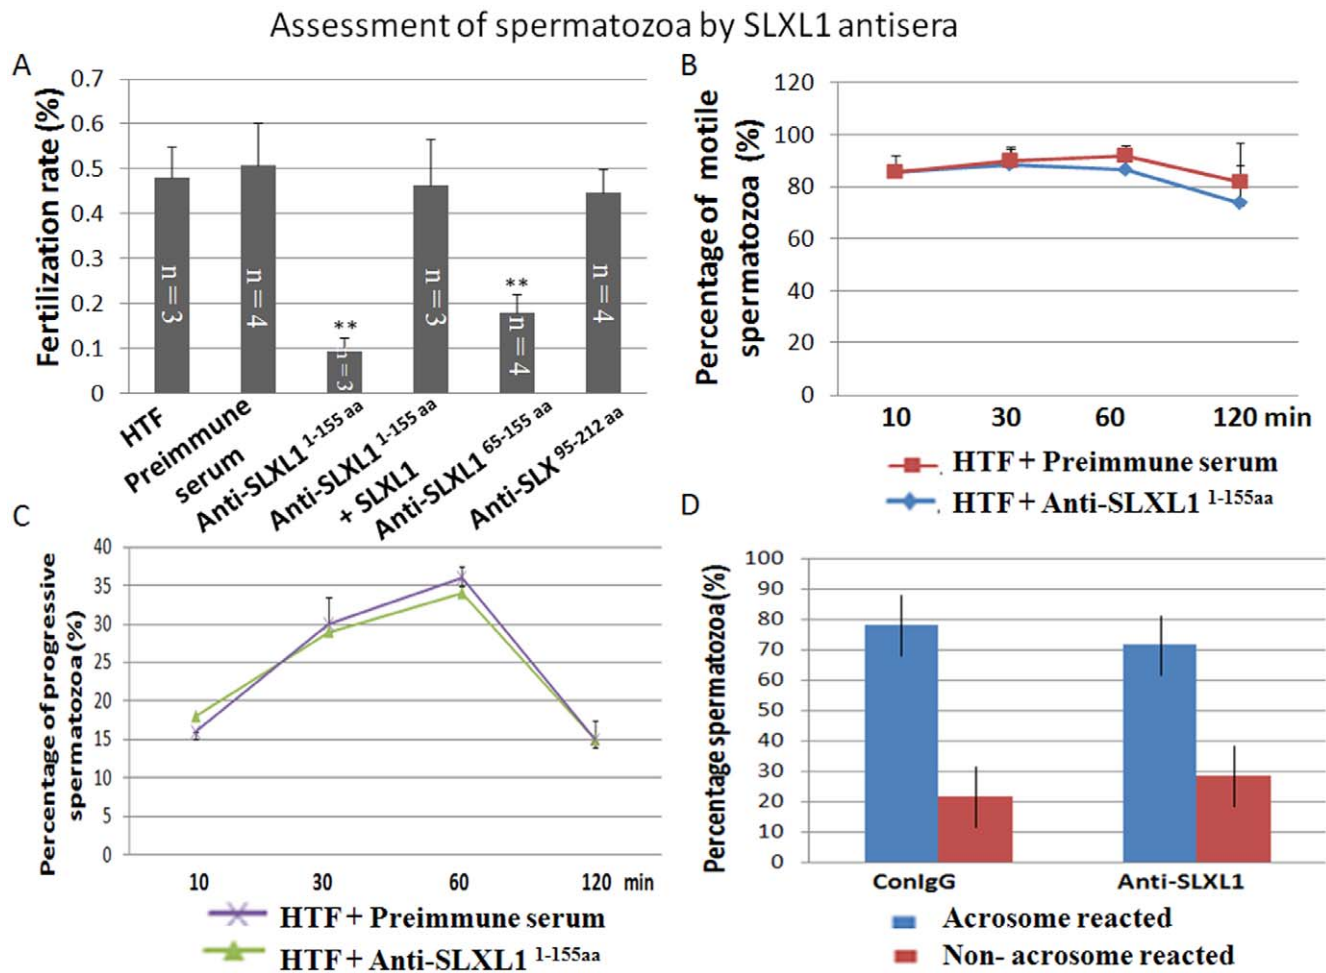 Assessment of spermatozoa by SLXL1 antisera
A
Fertilization rate (%)
0.7
0.6
0.5
0.4
0.3
0.2
0.1
0
n = 3
n = 4
**
n = 3
n = 3
**
n = 4
n = 4
HTF
Preimmune
serum
Anti-SLXL1 1-155 aa
Anti-SLXL1 1-155 aa
+ SLXL1
Anti-SLXL1 65-155 aa
Anti-SLX 95-212 aa
B
Percentage of motile
spermatozoa (%)
120
100
80
60
40
20
0
10 30 60 120 min
HTF + Preimmune serum
HTF + Anti-SLXL1 1-155aa
C
Percentage of progressive
spermatozoa (%)
40
35
30
25
20
15
10
5
0
10 30 60 120 min
HTF + Preimmune serum
HTF + Anti-SLXL1 1-155aa
D
Percentage spermatozoa (%)
100
90
80
70
60
50
40
30
20
10
0
ConIgG Anti-SLXL1
Acrosome reacted
Non- acrosome reacted